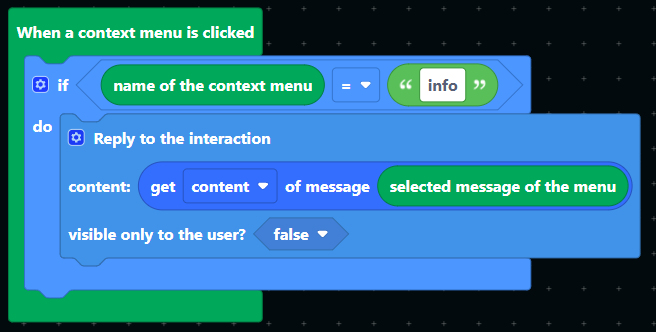 When a context menu is clicked
if name of the context menu = “ info ”
do
Reply to the interaction
content: get content of message selected message of the menu
visible only to the user? false